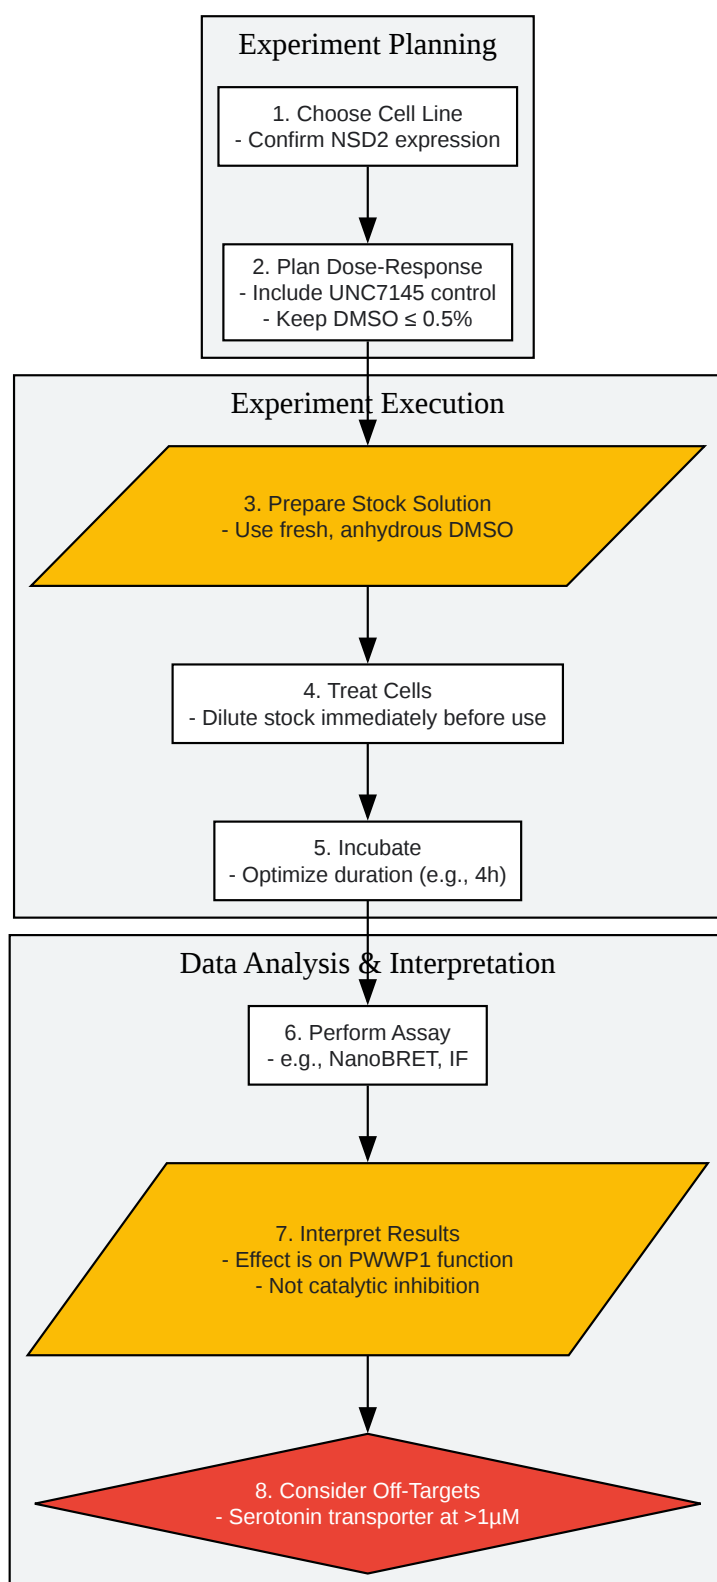 Experiment Planning
1. Choose Cell Line
- Confirm NSD2 expression
2. Plan Dose-Response
- Include UNC7145 control
- Keep DMSO ≤ 0.5%
Experiment Execution
3. Prepare Stock Solution
- Use fresh, anhydrous DMSO
4. Treat Cells
- Dilute stock immediately before use
5. Incubate
- Optimize duration (e.g., 4h)
Data Analysis & Interpretation
6. Perform Assay
- e.g., NanoBRET, IF
7. Interpret Results
- Effect is on PWWP1 function
- Not catalytic inhibition
8. Consider Off-Targets
- Serotonin transporter at >1µM